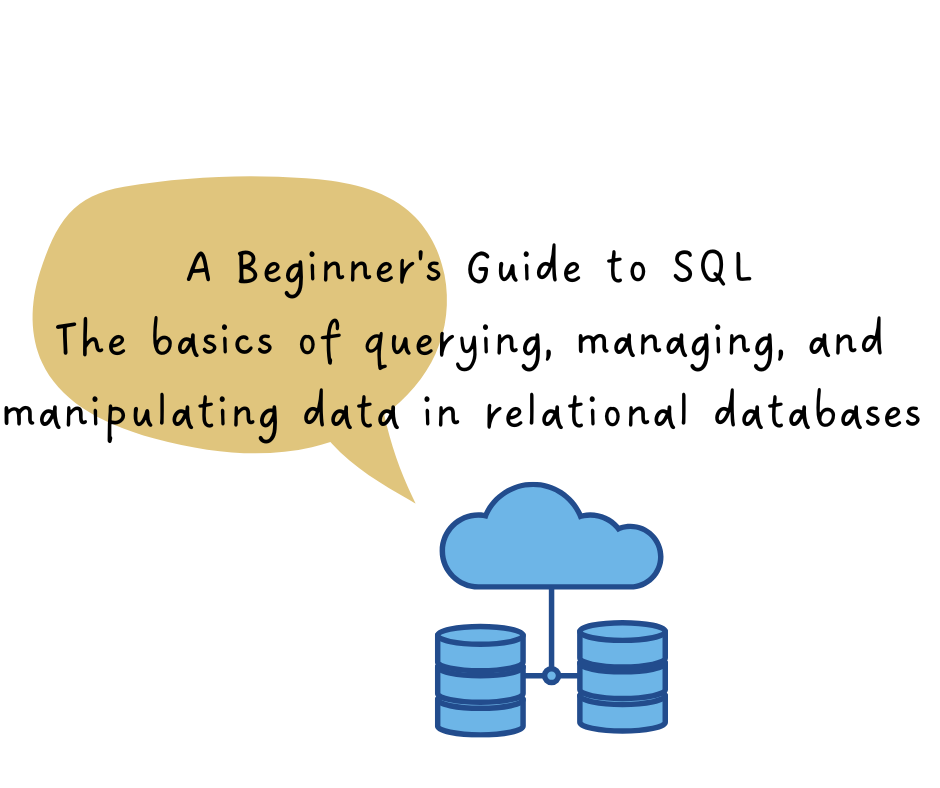 A Beginner's Guide to SQL
The basics of querying, managing, and
manipulating data in relational databases